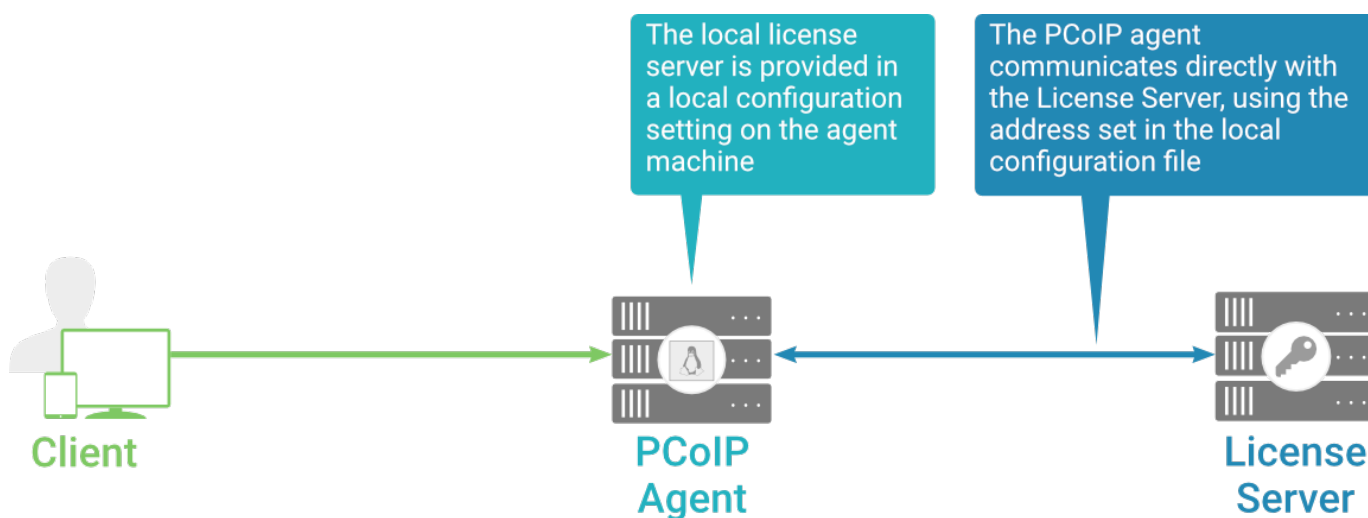 The local license
server is provided in
a local configuration
setting on the agent
machine
The PCoIP agent
communicates directly with
the License Server, using the
address set in the local
configuration file
Client
PCoIP
Agent
License
Server